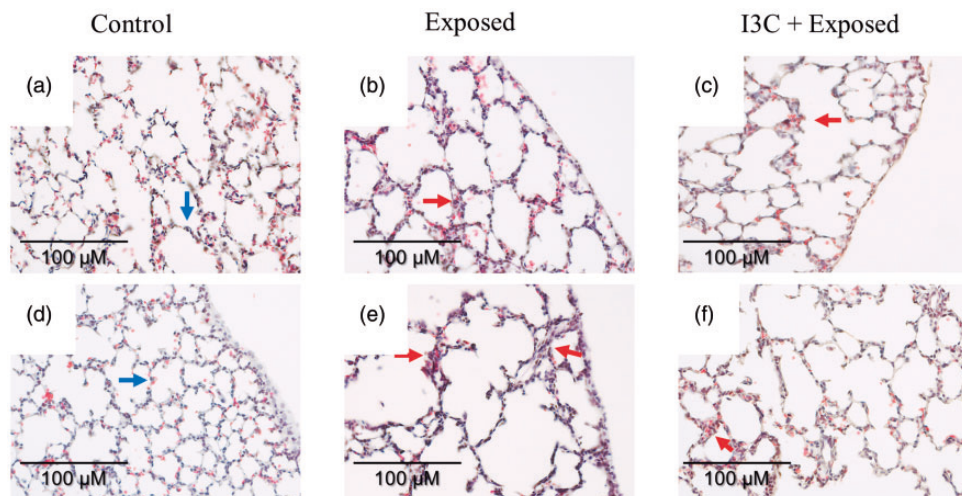 Control Exposed I3C + Exposed
(a) (b) (c)
100 µM 100 µM 100 µM
(d) (e) (f)
100 µM 100 µM 100 µM